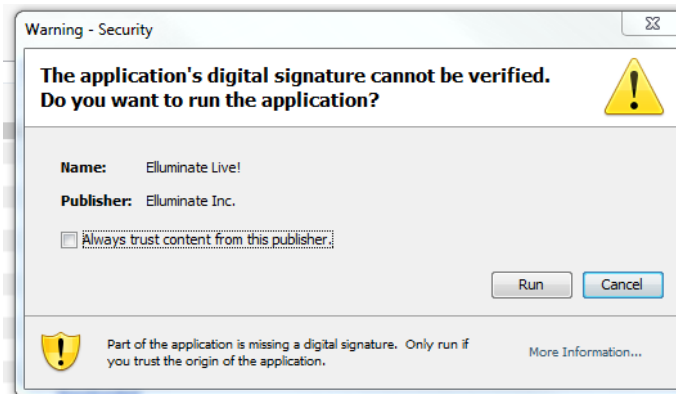 Warning - Security
The application's digital signature cannot be verified.
Do you want to run the application?
Name: Elluminate Live!
Publisher: Elluminate Inc.
Always trust content from this publisher.
Run Cancel
Part of the application is missing a digital signature. Only run if
you trust the origin of the application.
More Information...